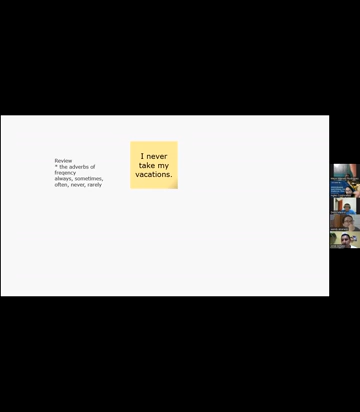 Review
* the adverbs of
freqency
always, sometimes,
often, never, rarely
I never
take my
vacations.